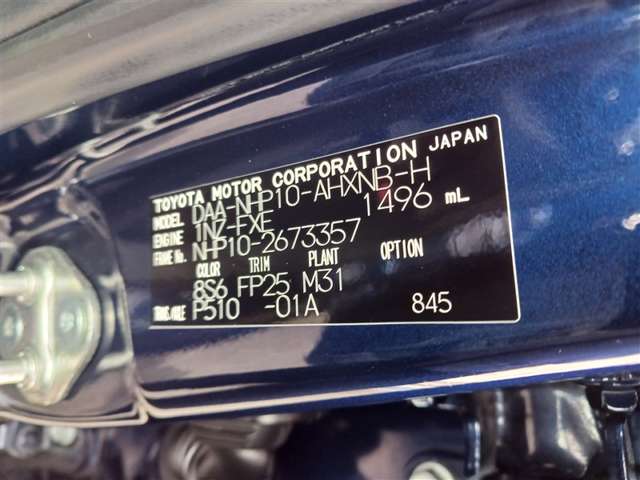 TOYOTA MOTOR CORPORATION JAPAN
MODEL DAA-NHP10-AHXNB-H
ENGINE 1NZ-FXE 1496 mL
FRAME No. NHP10-2673357
COLOR TRIM PLANT OPTION
8S6 FP25 M31
TRANS./AXLE P510 -01A 845